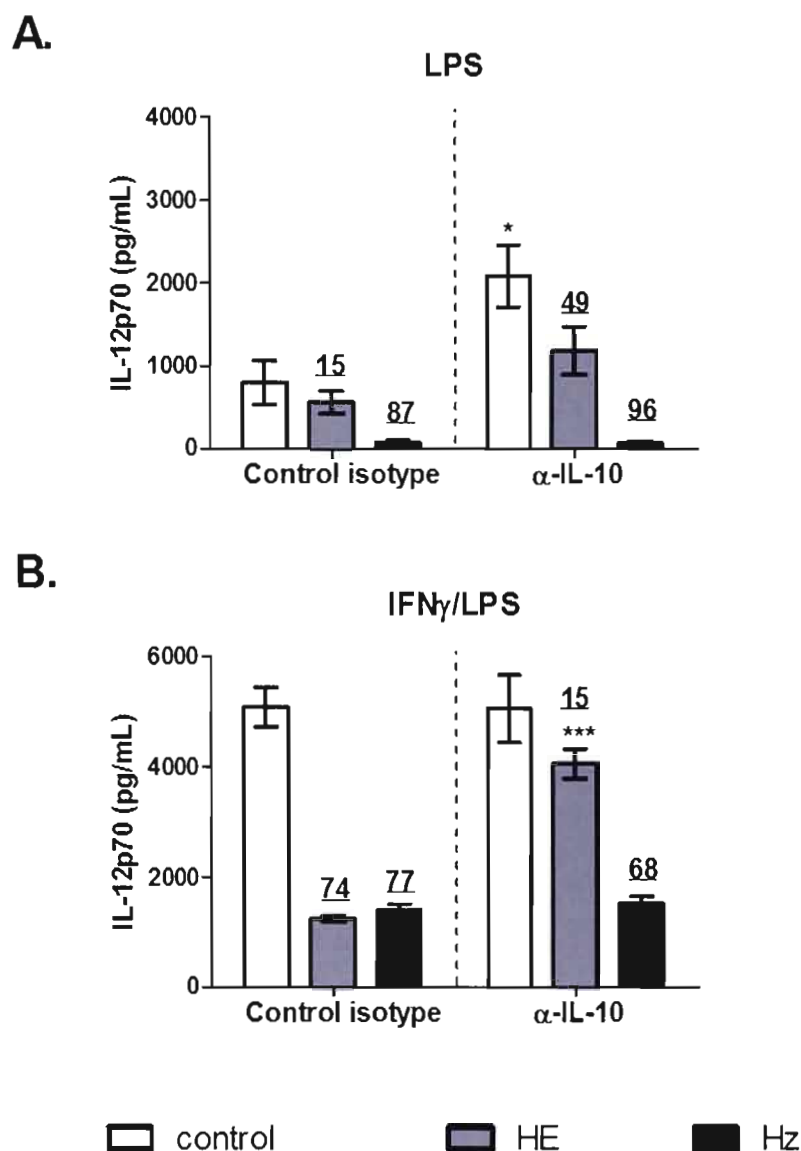 A.
LPS
4000
3000
2000
1000
0
IL-12p70 (pg/mL)
15
87
*
49
96
Control isotype
α-IL-10
B.
IFNγ/LPS
6000
4000
2000
0
IL-12p70 (pg/mL)
74
77
15
***
68
Control isotype
α-IL-10
control
HE
Hz